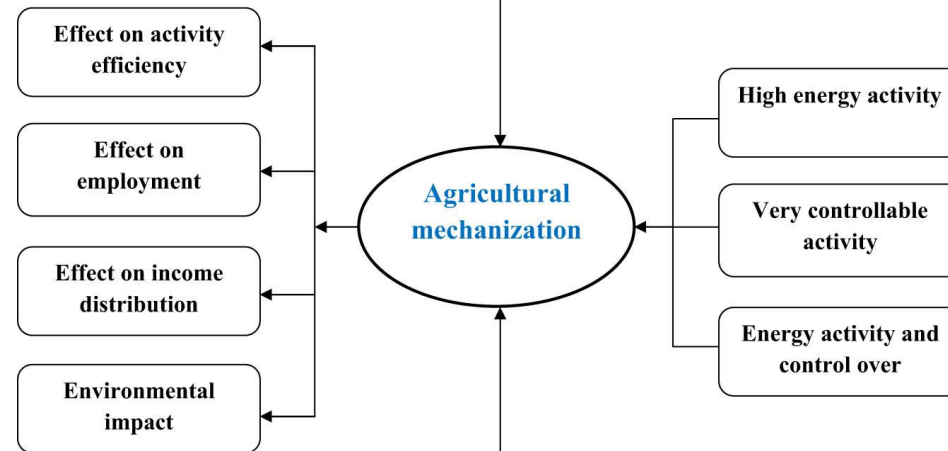 Effect on activity
efficiency
Effect on
employment
Effect on income
distribution
Environmental
impact
Agricultural
mechanization
High energy activity
Very controllable
activity
Energy activity and
control over